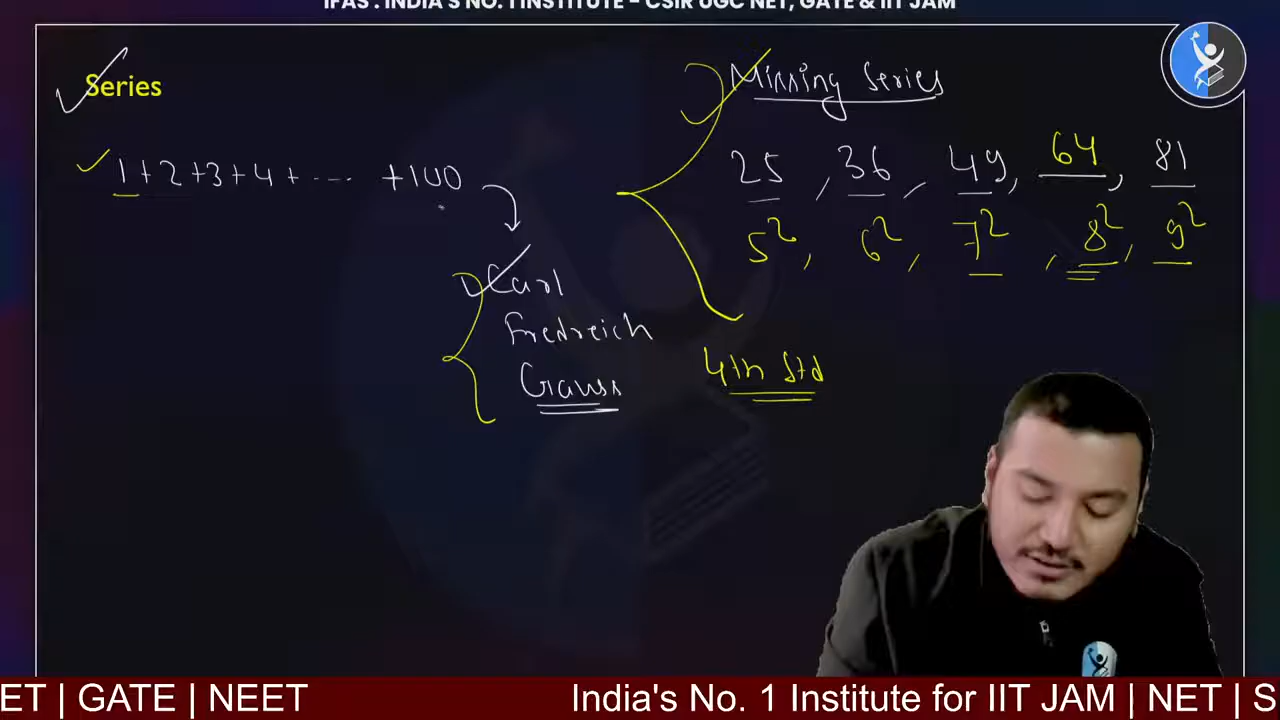 IFAS : INDIA'S NO. 1 INSTITUTE – CSIR UGC NET, GATE & IIT JAM
Series
1+2+3+4+ .... +100
Carl
Fredreich
Gauss
Missing Series
25, 36, 49, 64, 81
5², 6², 7², 8², 9²
4th Std
ET | GATE | NEET India's No. 1 Institute for IIT JAM | NET | S